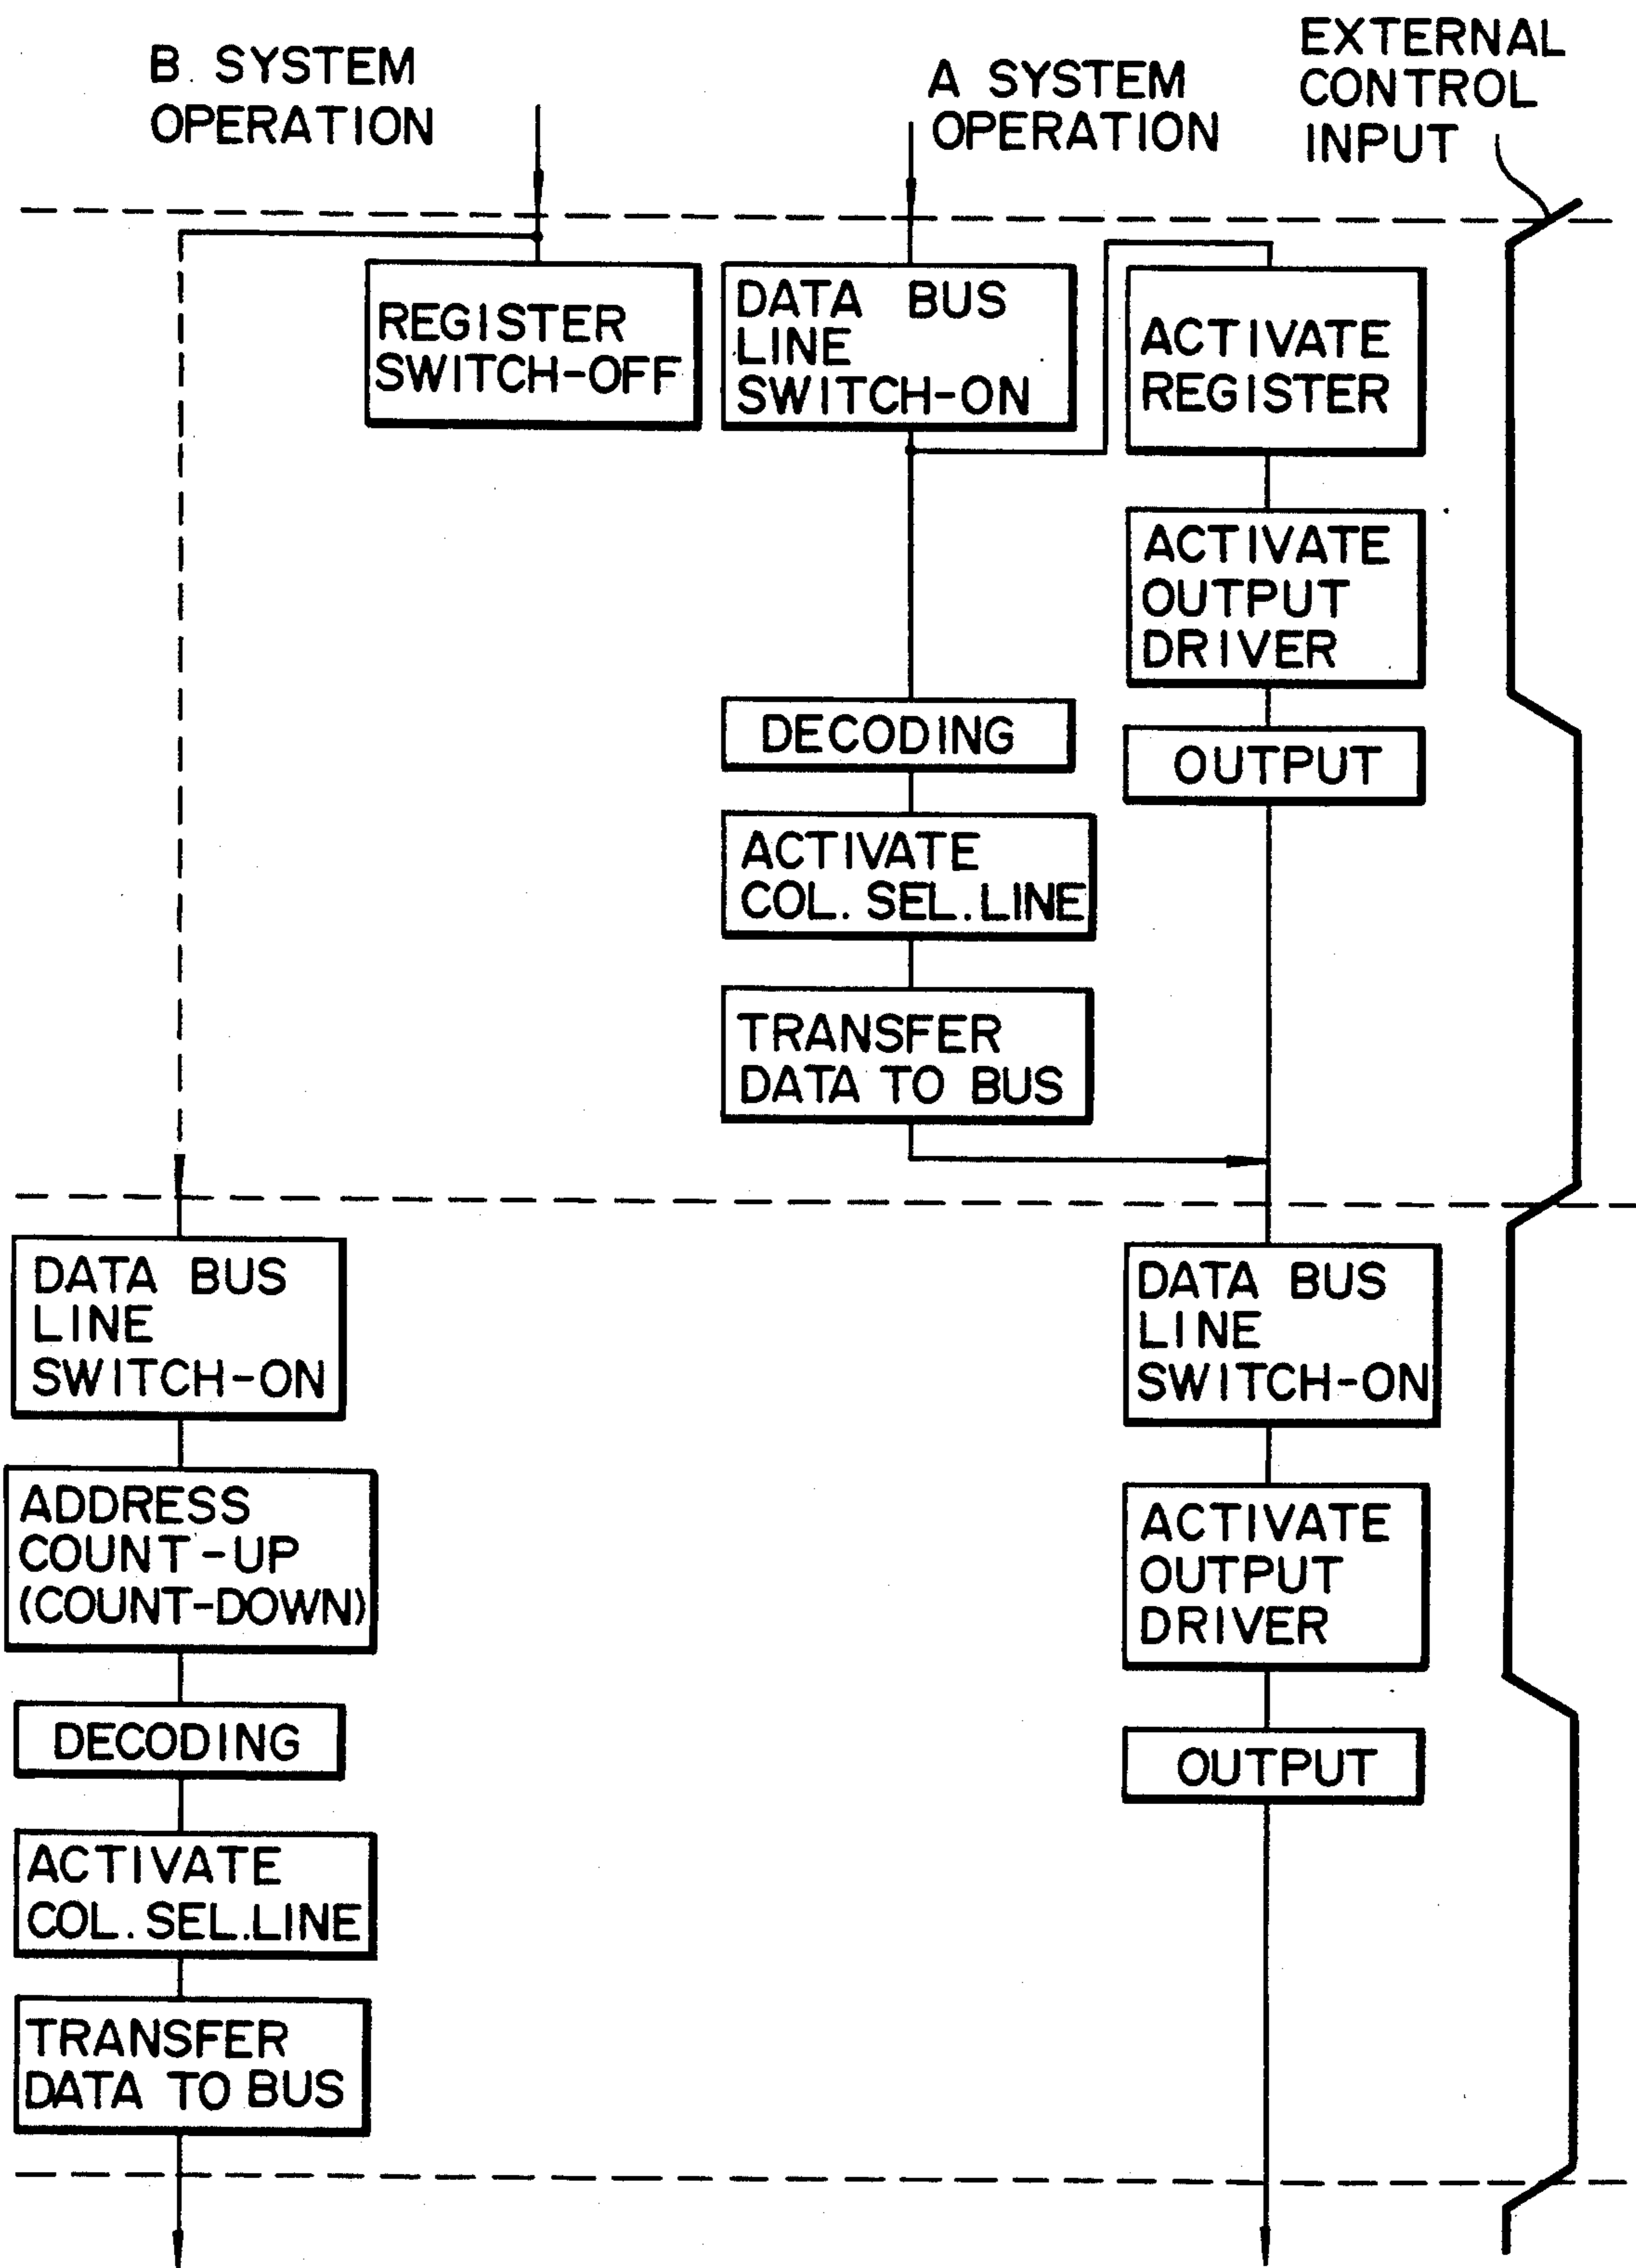 B. SYSTEM
OPERATION
A SYSTEM
OPERATION
EXTERNAL
CONTROL
INPUT
REGISTER
SWITCH-OFF
DATA BUS
LINE
SWITCH-ON
ACTIVATE
REGISTER
ACTIVATE
OUTPUT
DRIVER
DECODING
OUTPUT
ACTIVATE
COL. SEL. LINE
TRANSFER
DATA TO BUS
DATA BUS
LINE
SWITCH-ON
DATA BUS
LINE
SWITCH-ON
ADDRESS
COUNT-UP
(COUNT-DOWN)
ACTIVATE
OUTPUT
DRIVER
DECODING
OUTPUT
ACTIVATE
COL. SEL. LINE
TRANSFER
DATA TO BUS